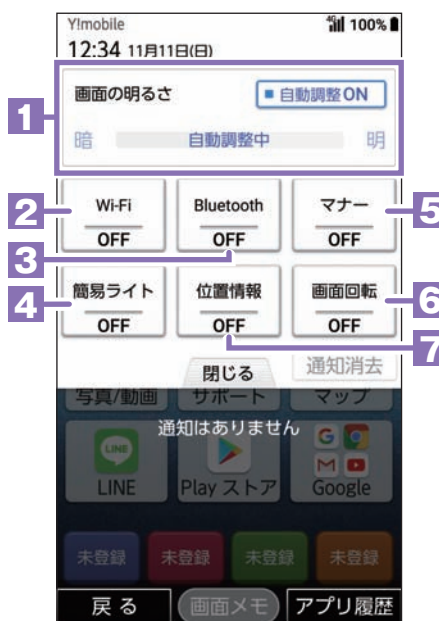 Y!mobile 4G 100%
12:34 11月11日(日)
1
画面の明るさ 自動調整ON
暗 自動調整中 明
2 Wi-Fi Bluetooth マナー 5
OFF OFF OFF
3
4 簡易ライト 位置情報 画面回転 6
OFF OFF OFF
7
閉じる 通知消去
写真/動画 サポート マップ
通知はありません
LINE
LINE Play ストア Google
未登録 未登録 未登録 未登録
戻る 画面メモ アプリ履歴